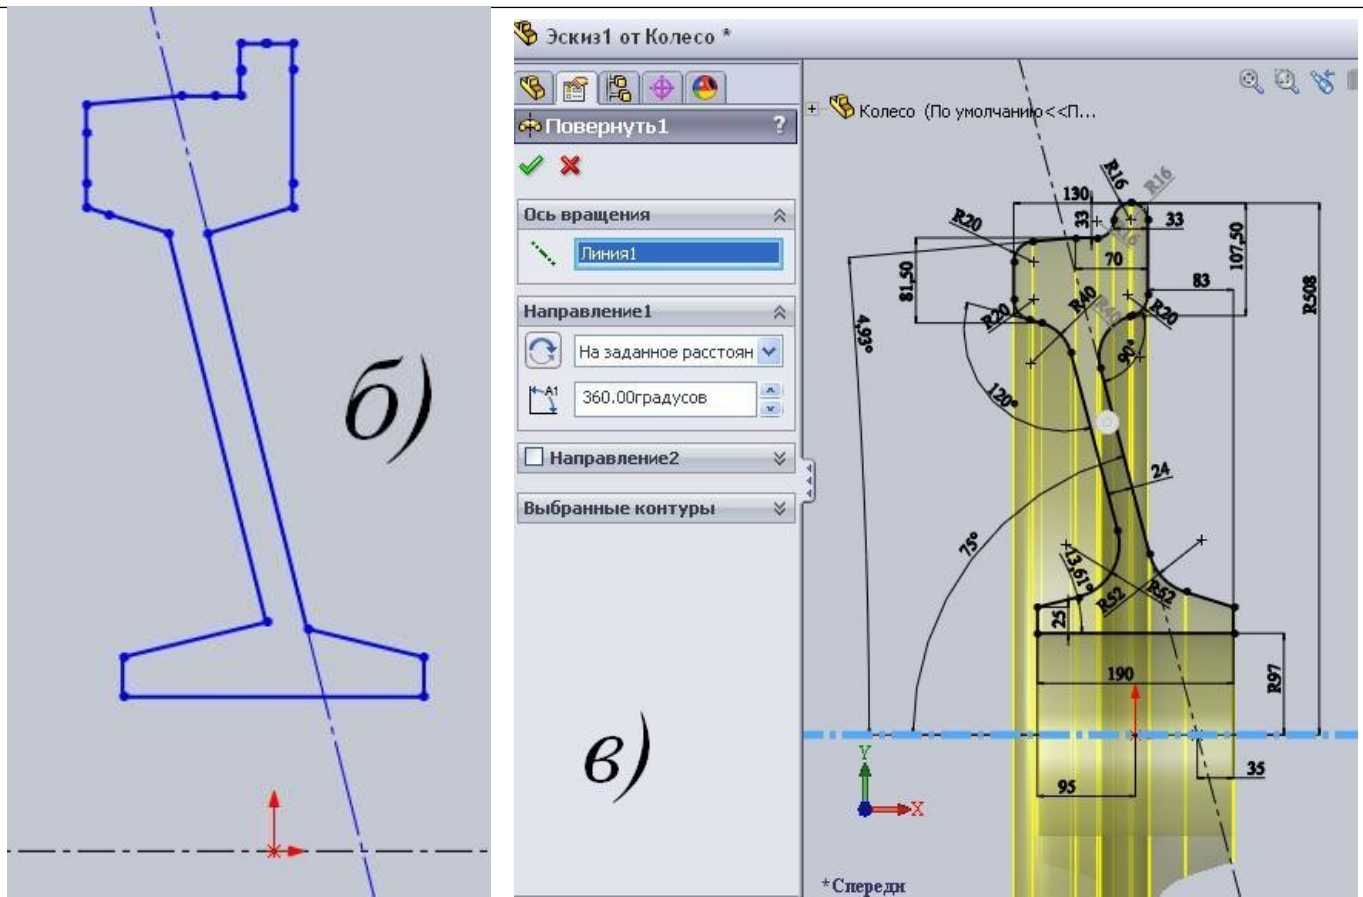 б)
Эскиз1 от Колесо *
Повернуть1 ?
Ось вращения
Линия1
Направление1
На заданное расстоян
A1
360.00градусов
Направление2
Выбранные контуры
в)
Колесо (По умолчанию<<П...
R16
R16
130
33
33
R20
70
107,50
81,50
83
R508
R40
R40
R20
R20
4,93°
90°
120°
24
75°
13,61°
R52
R52
25
190
R97
95
35
Y
X
*Спереди